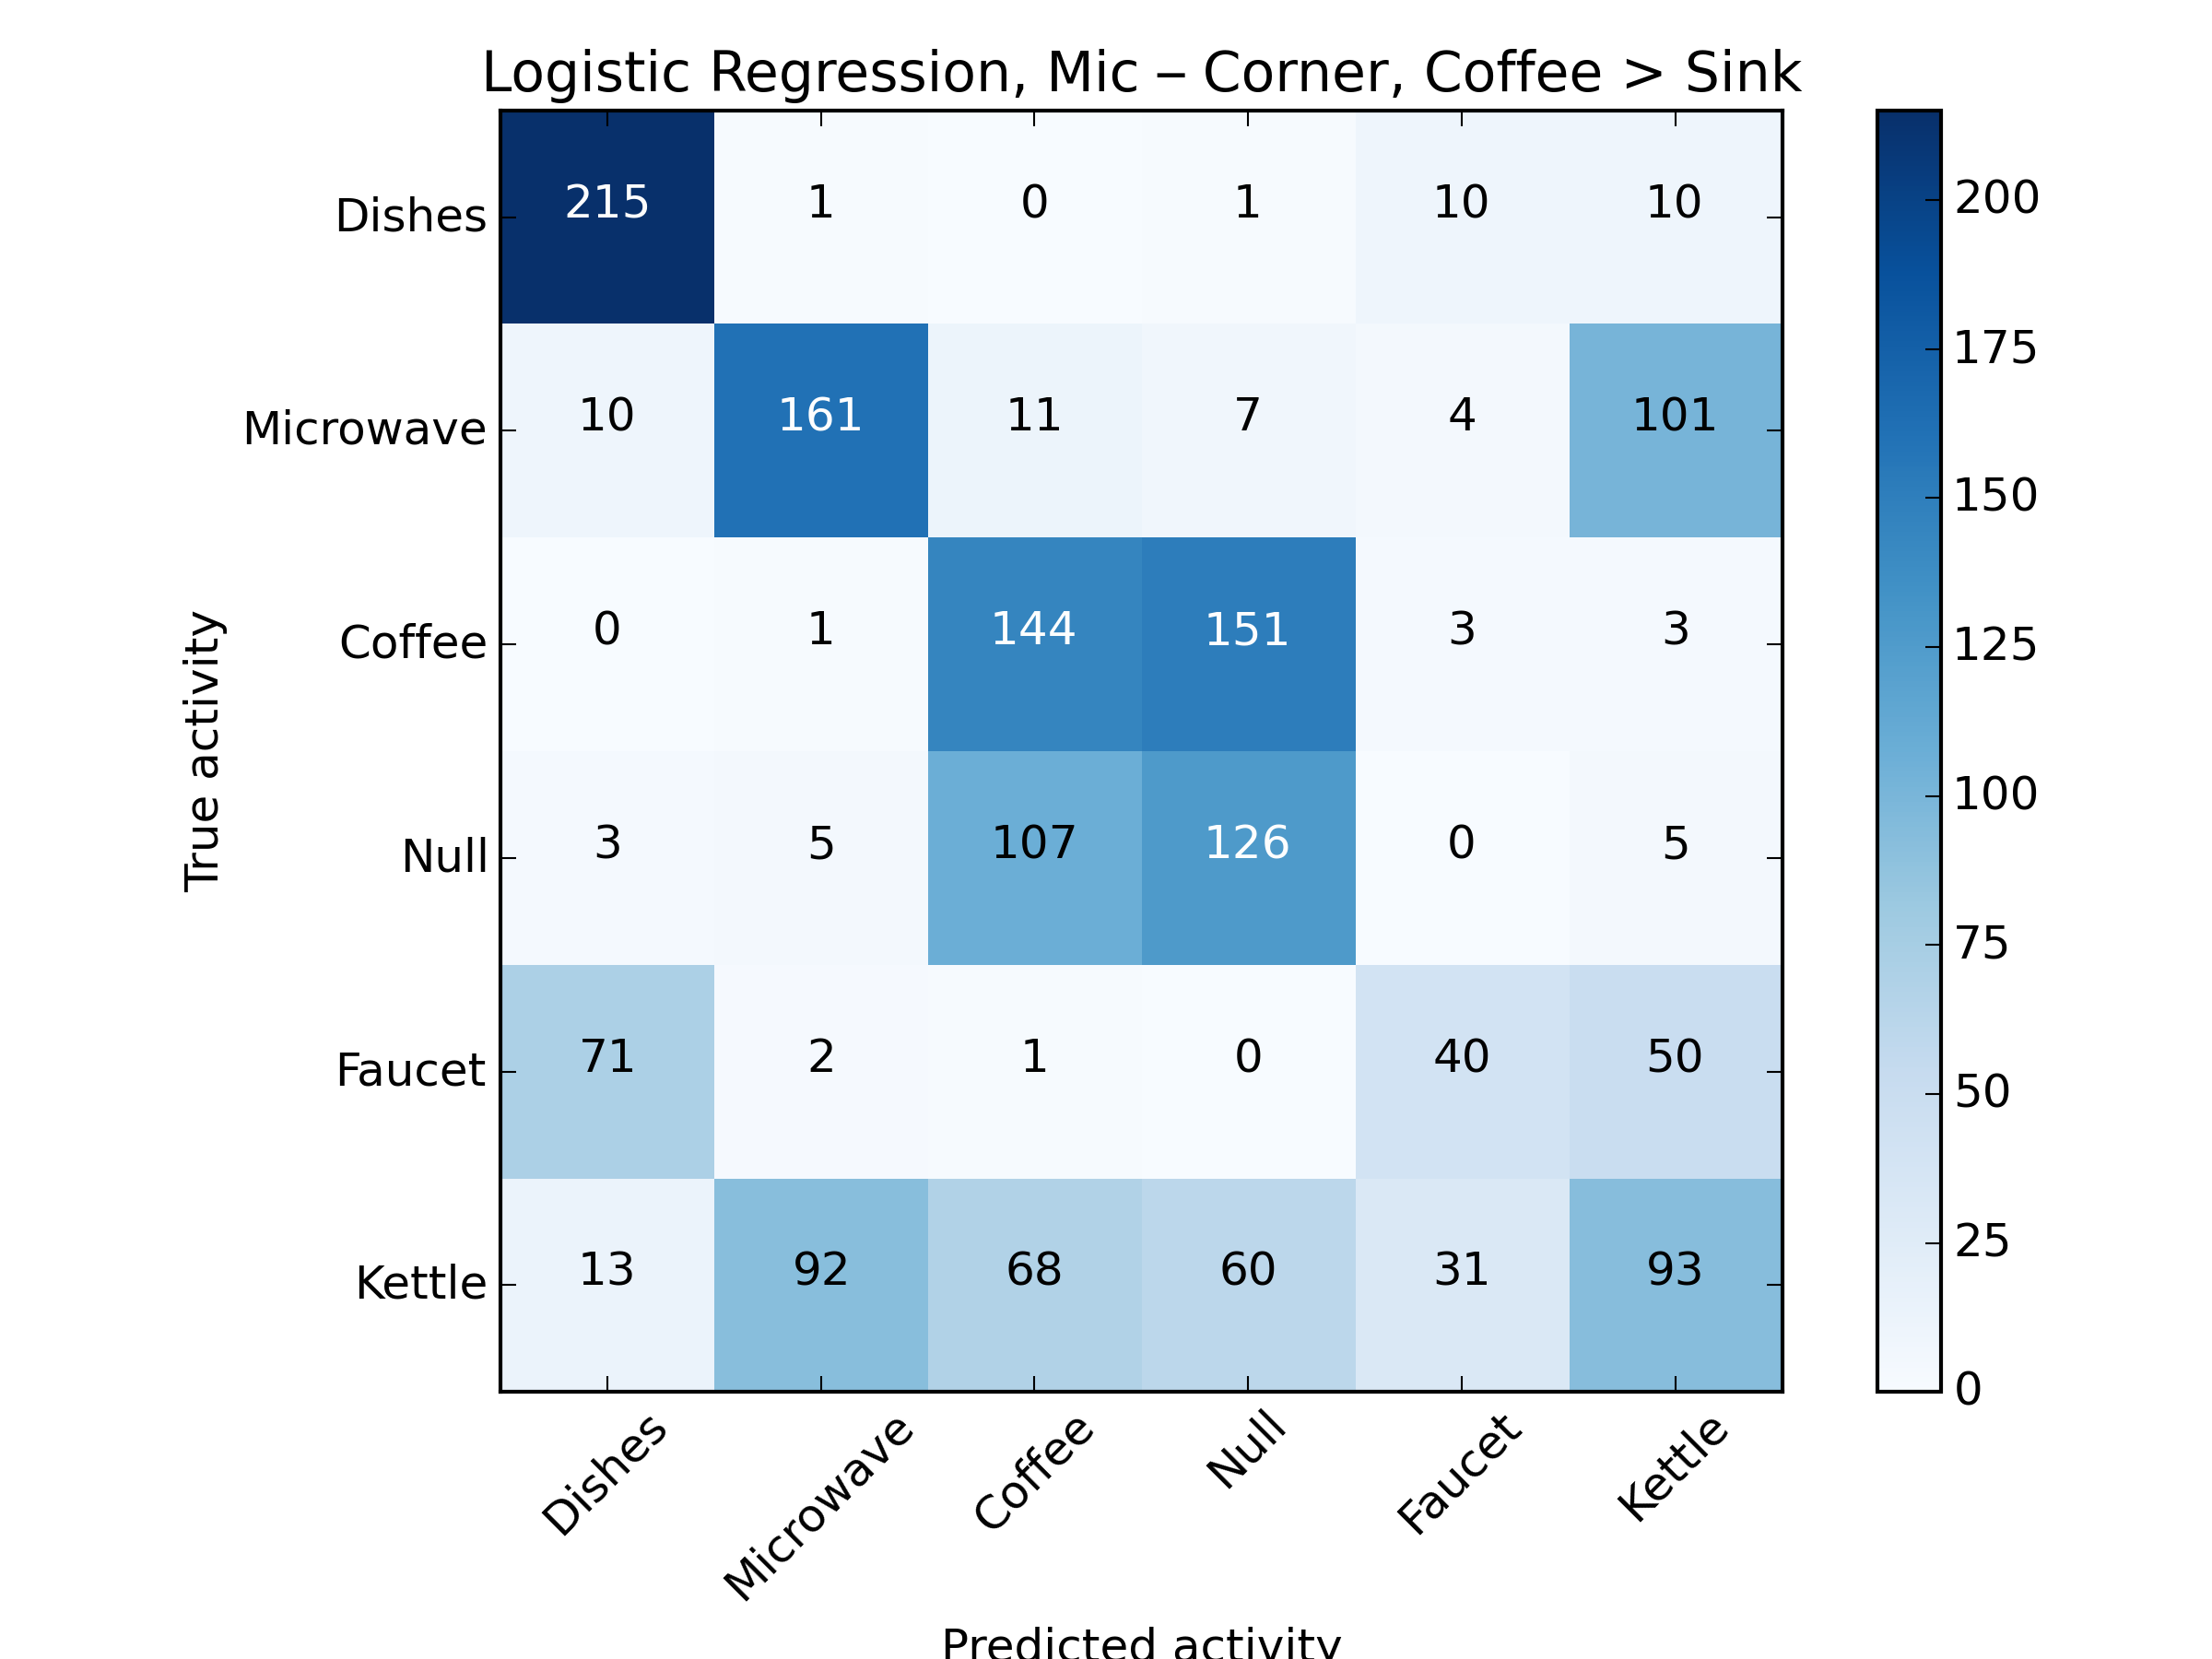 Logistic Regression, Mic – Corner, Coffee > Sink
Dishes 215 1 0 1 10 10
Microwave 10 161 11 7 4 101
Coffee 0 1 144 151 3 3
Null 3 5 107 126 0 5
Faucet 71 2 1 0 40 50
Kettle 13 92 68 60 31 93
True activity
Dishes Microwave Coffee Null Faucet Kettle
Predicted activity
200
175
150
125
100
75
50
25
0